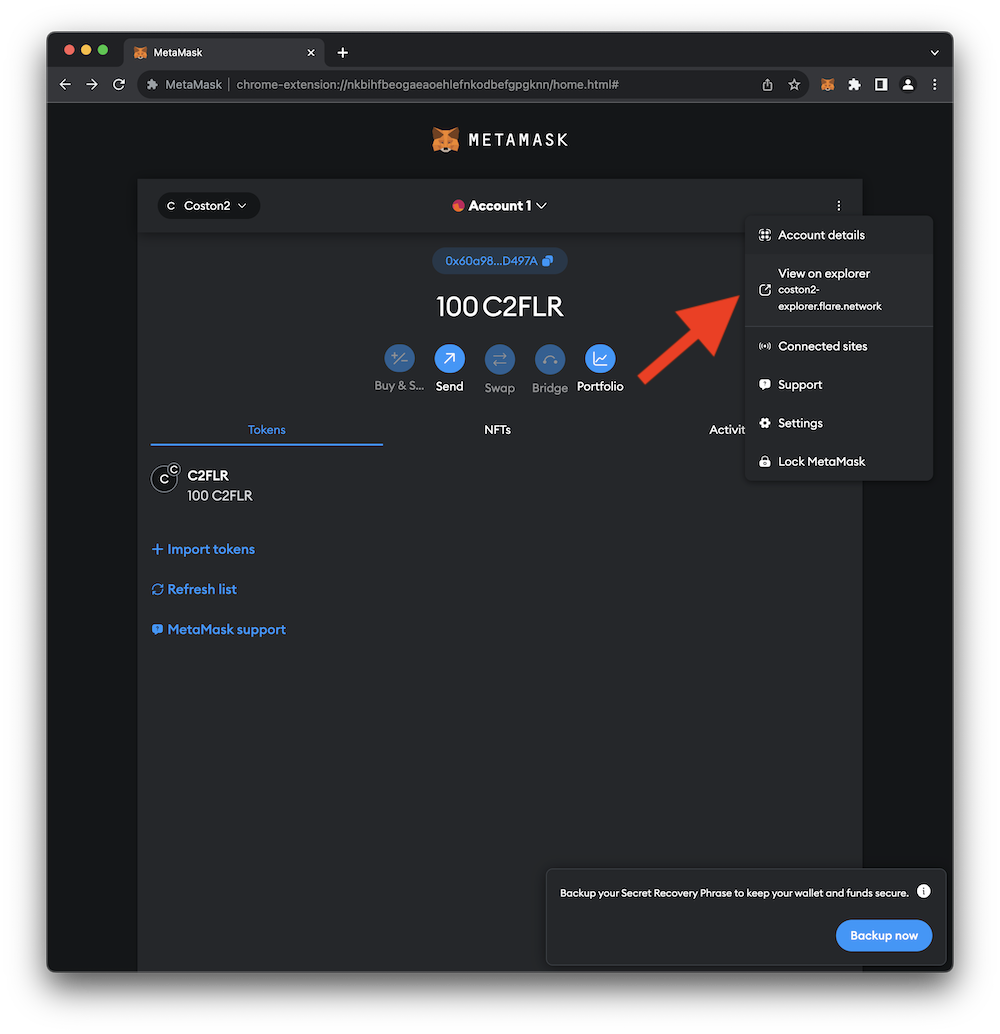 MetaMask
MetaMask | chrome-extension://nkbihfbeogaeaoehlefnkodbefgpgknn/home.html#
METAMASK
C Coston2
Account 1
0x60a98...D497A
100 C2FLR
Buy & S... Send Swap Bridge Portfolio
Tokens NFTs Activit
C C C2FLR
100 C2FLR
Import tokens
Refresh list
MetaMask support
Account details
View on explorer
coston2-
explorer.flare.network
Connected sites
Support
Settings
Lock MetaMask
Backup your Secret Recovery Phrase to keep your wallet and funds secure.
Backup now